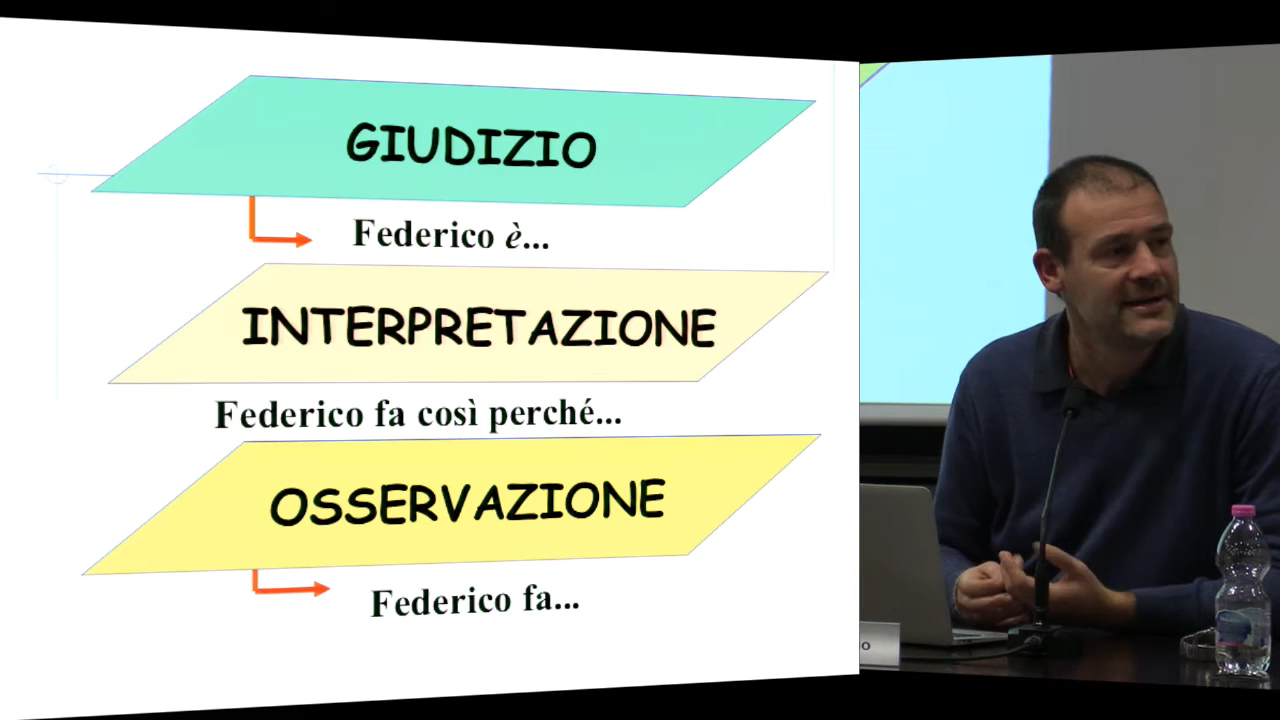 GIUDIZIO
Federico è...
INTERPRETAZIONE
Federico fa così perché...
OSSERVAZIONE
Federico fa...